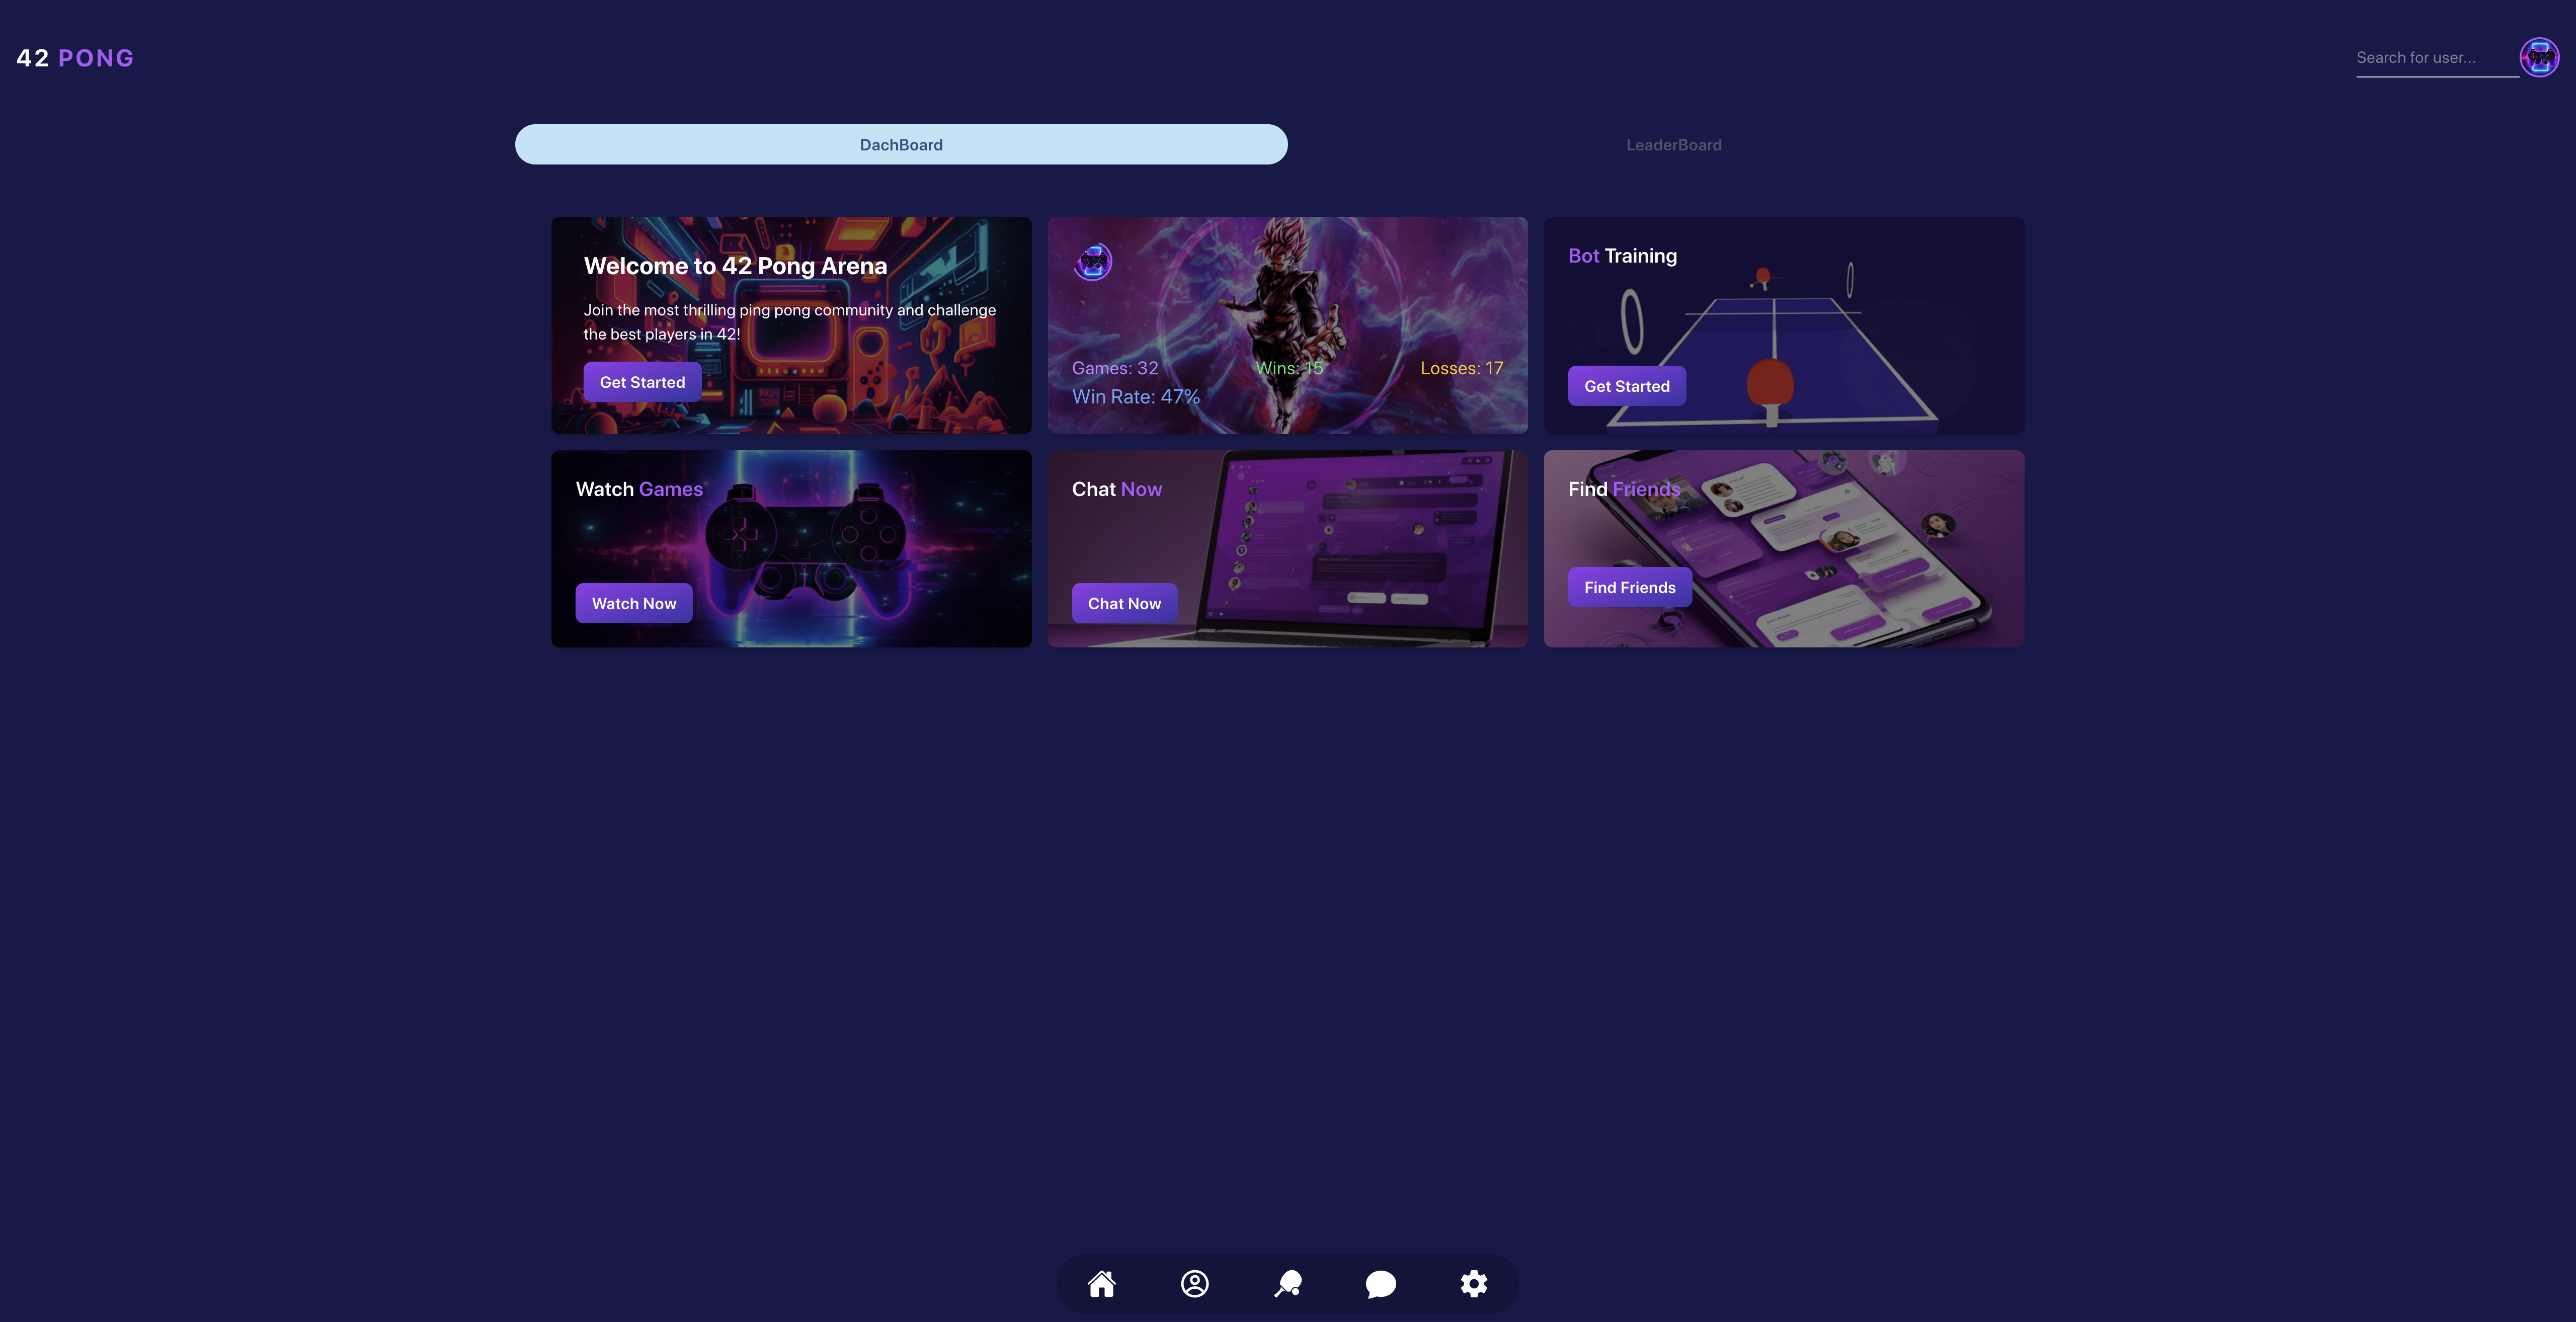 42 PONG
Search for user...
DachBoard
LeaderBoard
Welcome to 42 Pong Arena
Join the most thrilling ping pong community and challenge
the best players in 42!
Get Started
Games: 32
Wins: 15
Losses: 17
Win Rate: 47%
Bot Training
Get Started
Watch Games
Watch Now
Chat Now
Chat Now
Find Friends
Find Friends